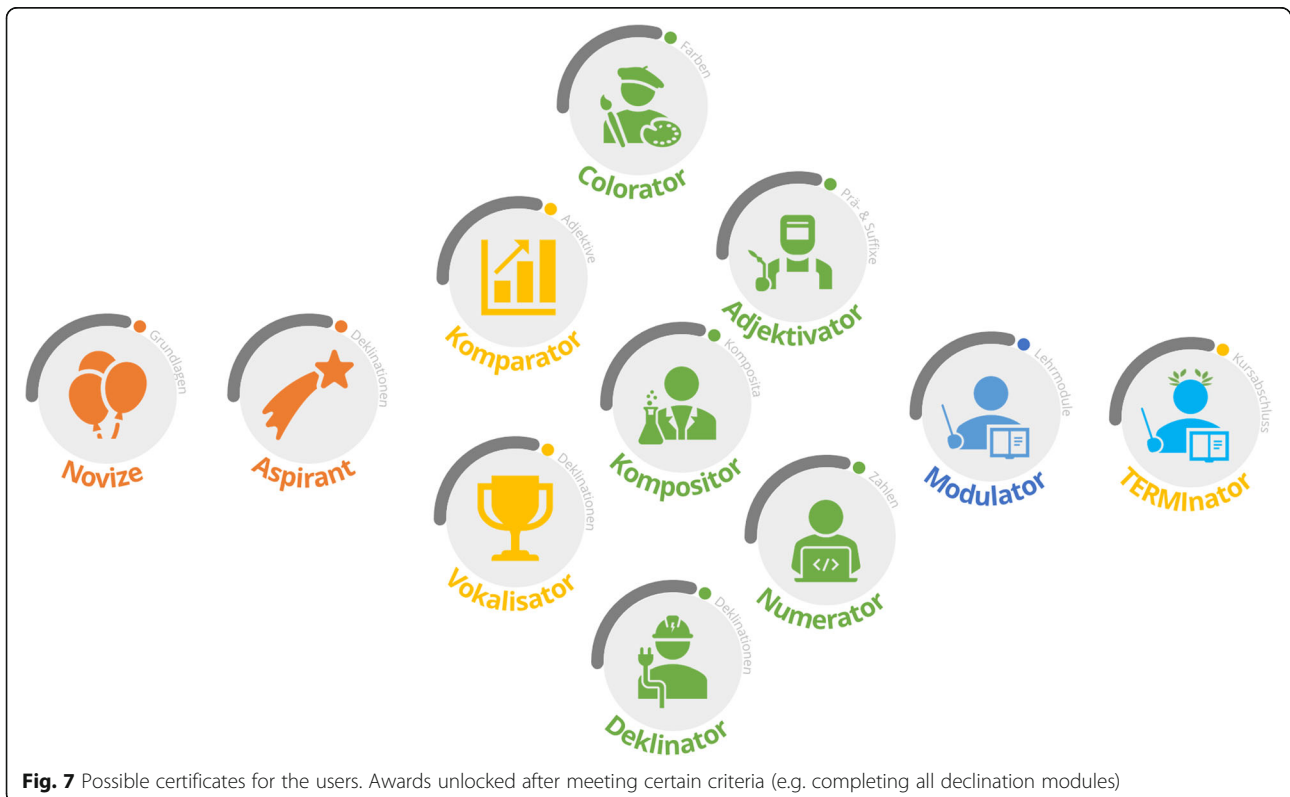 Farben
Colorator
Adjektive
Komparator
Prä- & Suffixe
Adjektivator
Grundlagen
Novize
Deklinationen
Aspirant
Komposita
Kompositor
Lehrmodule
Modulator
Kursabschluss
TERMInator
Deklinationen
Vokalisator
Zahlen
</>
Numerator
Deklinationen
Deklinator
Fig. 7 Possible certificates for the users. Awards unlocked after meeting certain criteria (e.g. completing all declination modules)